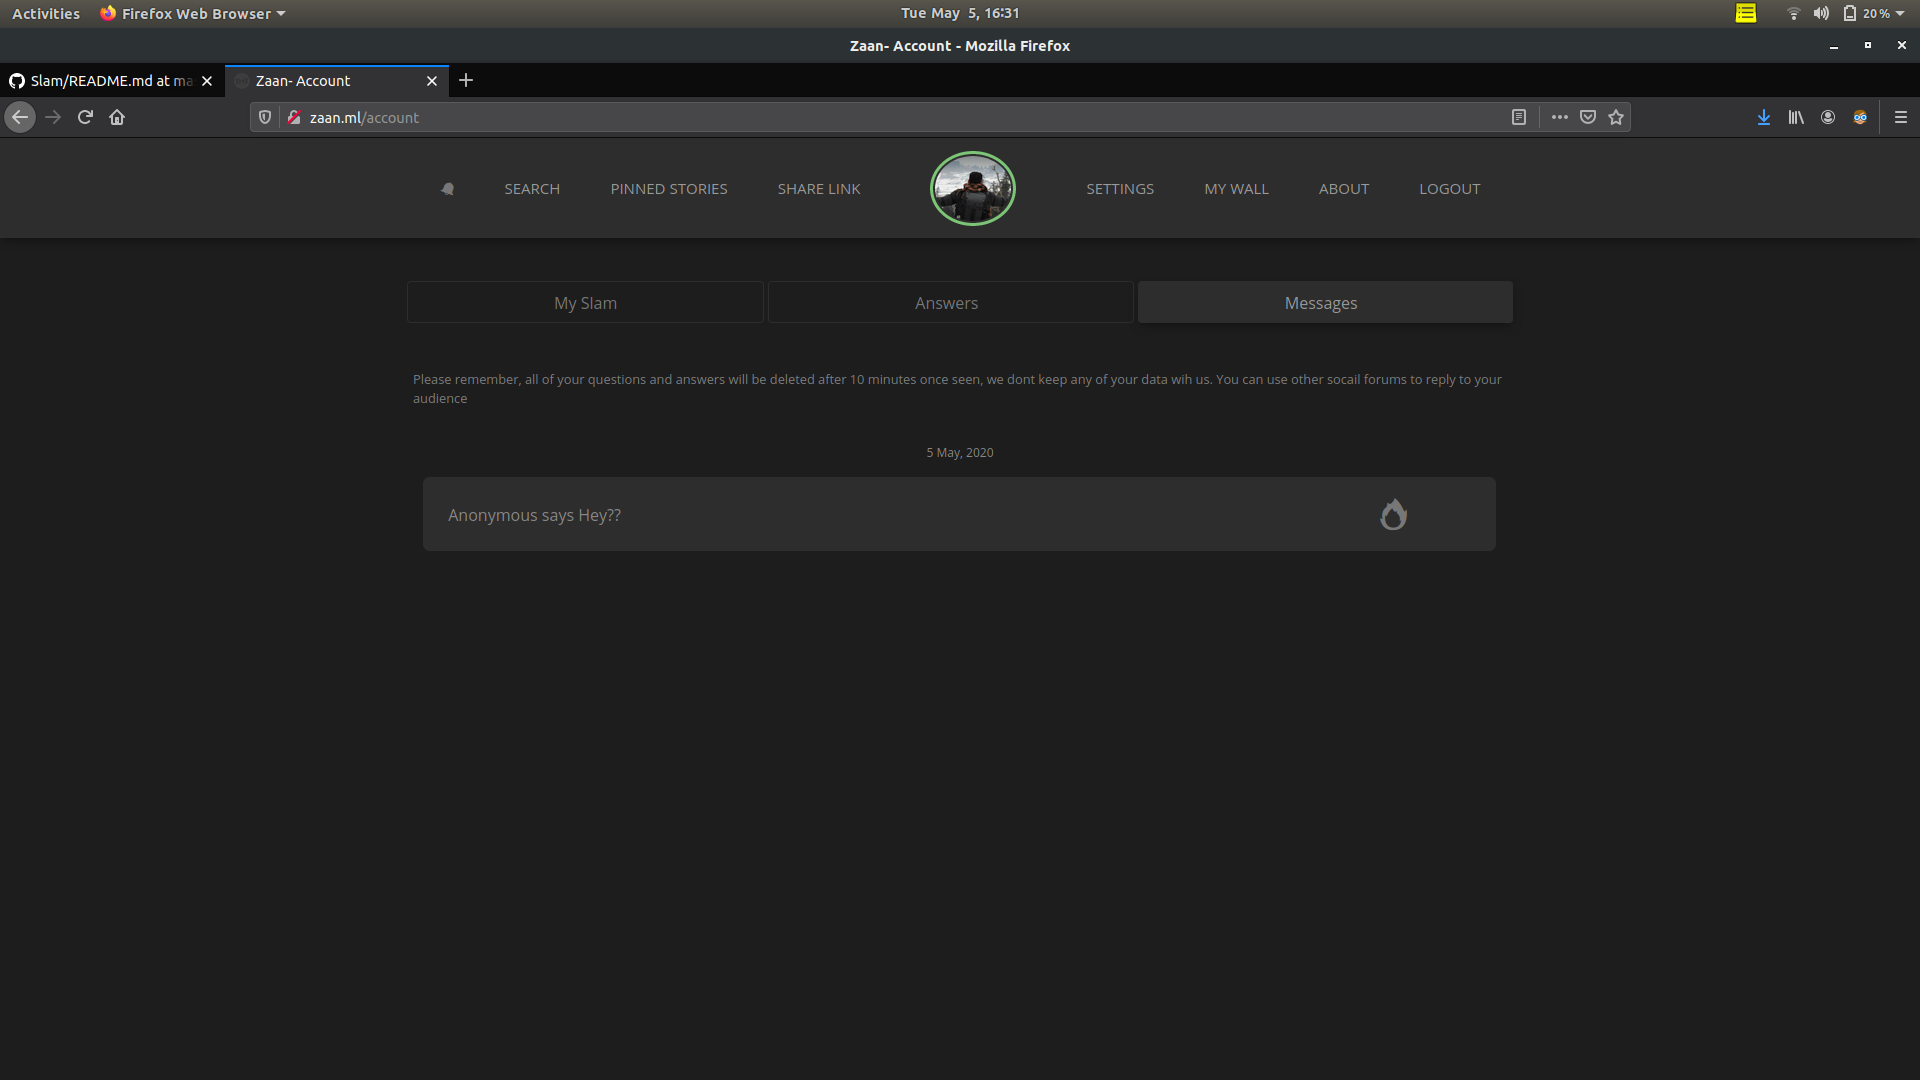 Activities
Firefox Web Browser
Tue May 5, 16:31
20 %
Zaan- Account - Mozilla Firefox
Slam/README.md at ma
Zaan- Account
zaan.ml/account
SEARCH
PINNED STORIES
SHARE LINK
SETTINGS
MY WALL
ABOUT
LOGOUT
My Slam
Answers
Messages
Please remember, all of your questions and answers will be deleted after 10 minutes once seen, we dont keep any of your data wih us. You can use other socail forums to reply to your
audience
5 May, 2020
Anonymous says Hey??